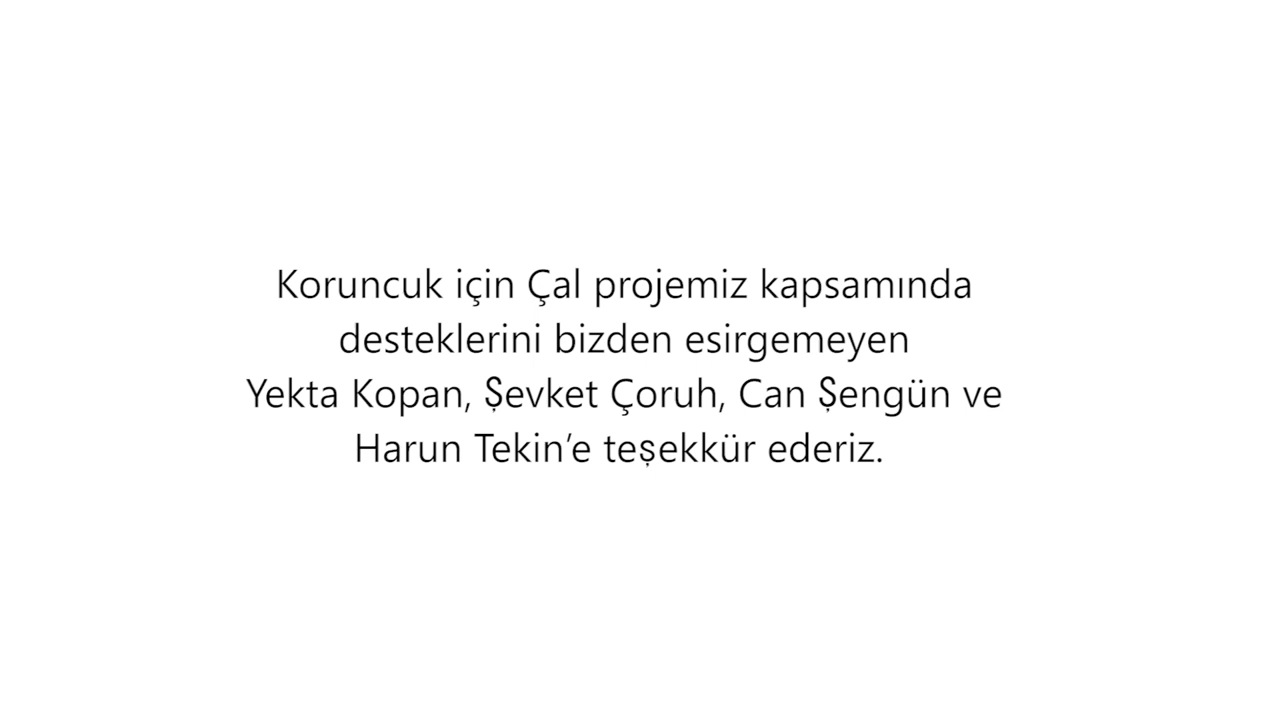 Koruncuk için Çal projemiz kapsamında
desteklerini bizden esirgemeyen
Yekta Kopan, Şevket Çoruh, Can Şengün ve
Harun Tekin’e teşekkür ederiz.